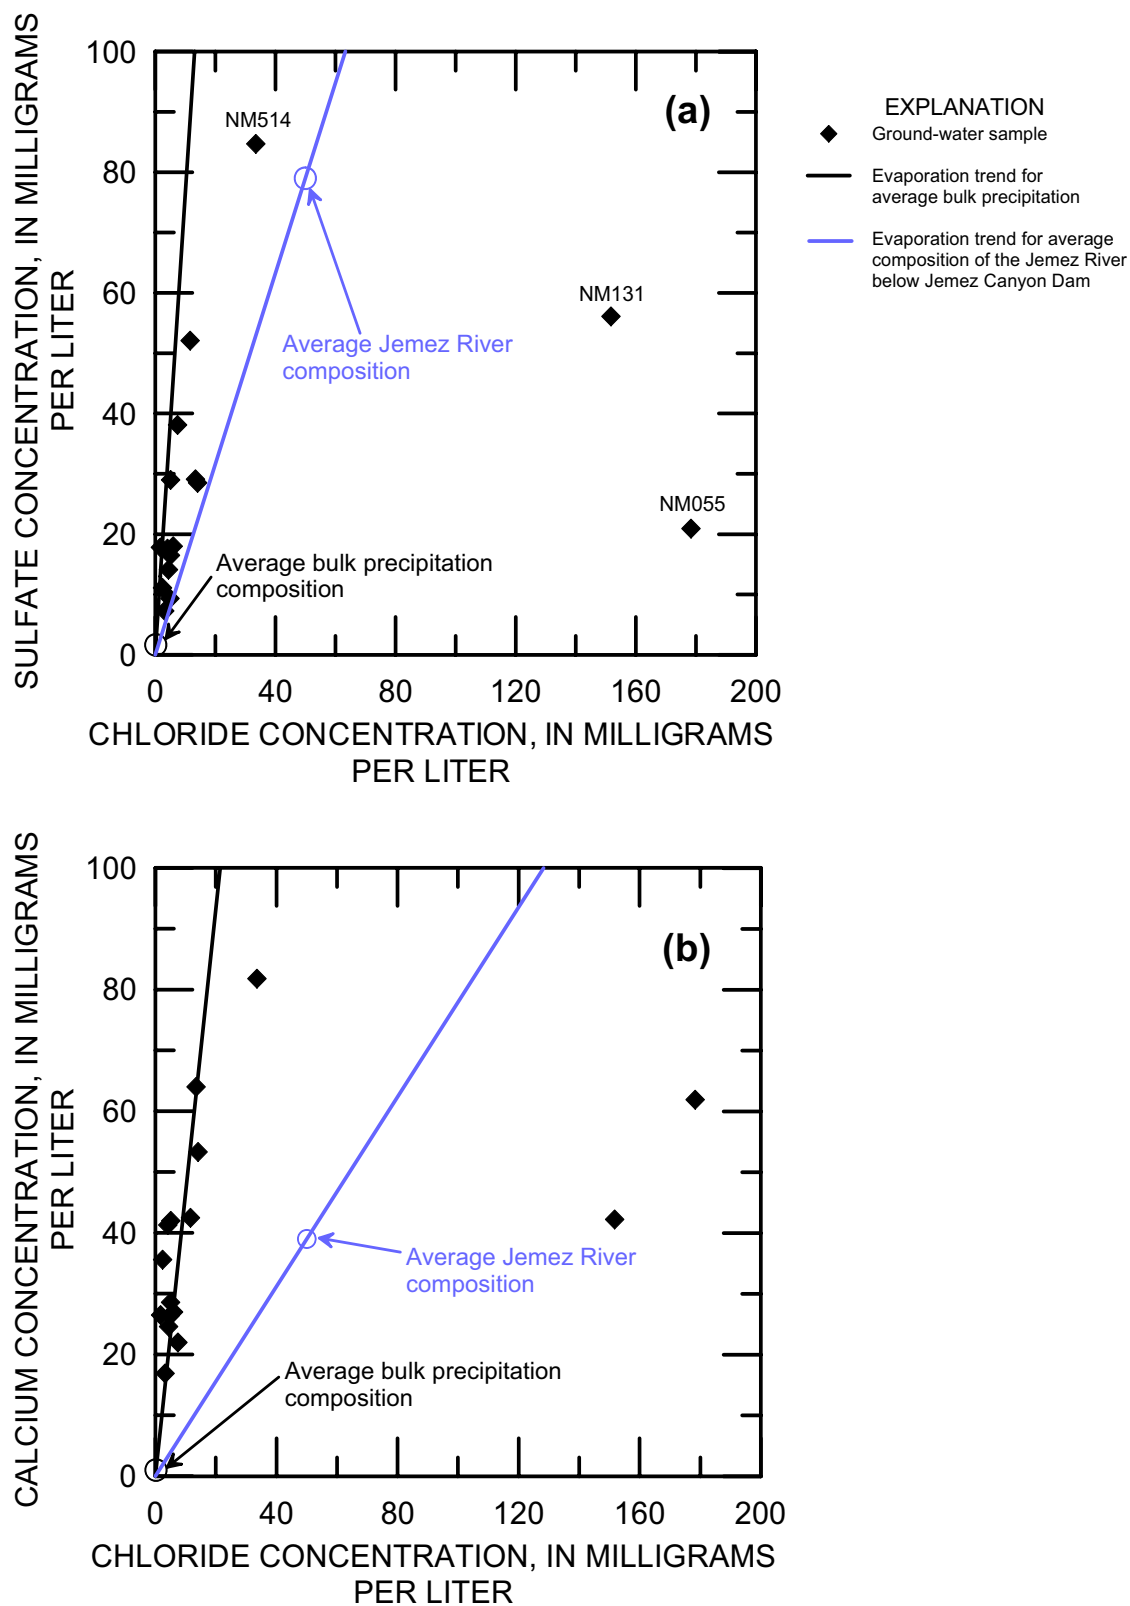 SULFATE CONCENTRATION, IN MILLIGRAMS
PER LITER
100
80
60
40
20
0
(a)
NM514
NM131
NM055
Average Jemez River
composition
Average bulk precipitation
composition
0 40 80 120 160 200
CHLORIDE CONCENTRATION, IN MILLIGRAMS
PER LITER
EXPLANATION
Ground-water sample
Evaporation trend for
average bulk precipitation
Evaporation trend for average
composition of the Jemez River
below Jemez Canyon Dam
CALCIUM CONCENTRATION, IN MILLIGRAMS
PER LITER
100
80
60
40
20
0
(b)
Average Jemez River
composition
Average bulk precipitation
composition
0 40 80 120 160 200
CHLORIDE CONCENTRATION, IN MILLIGRAMS
PER LITER